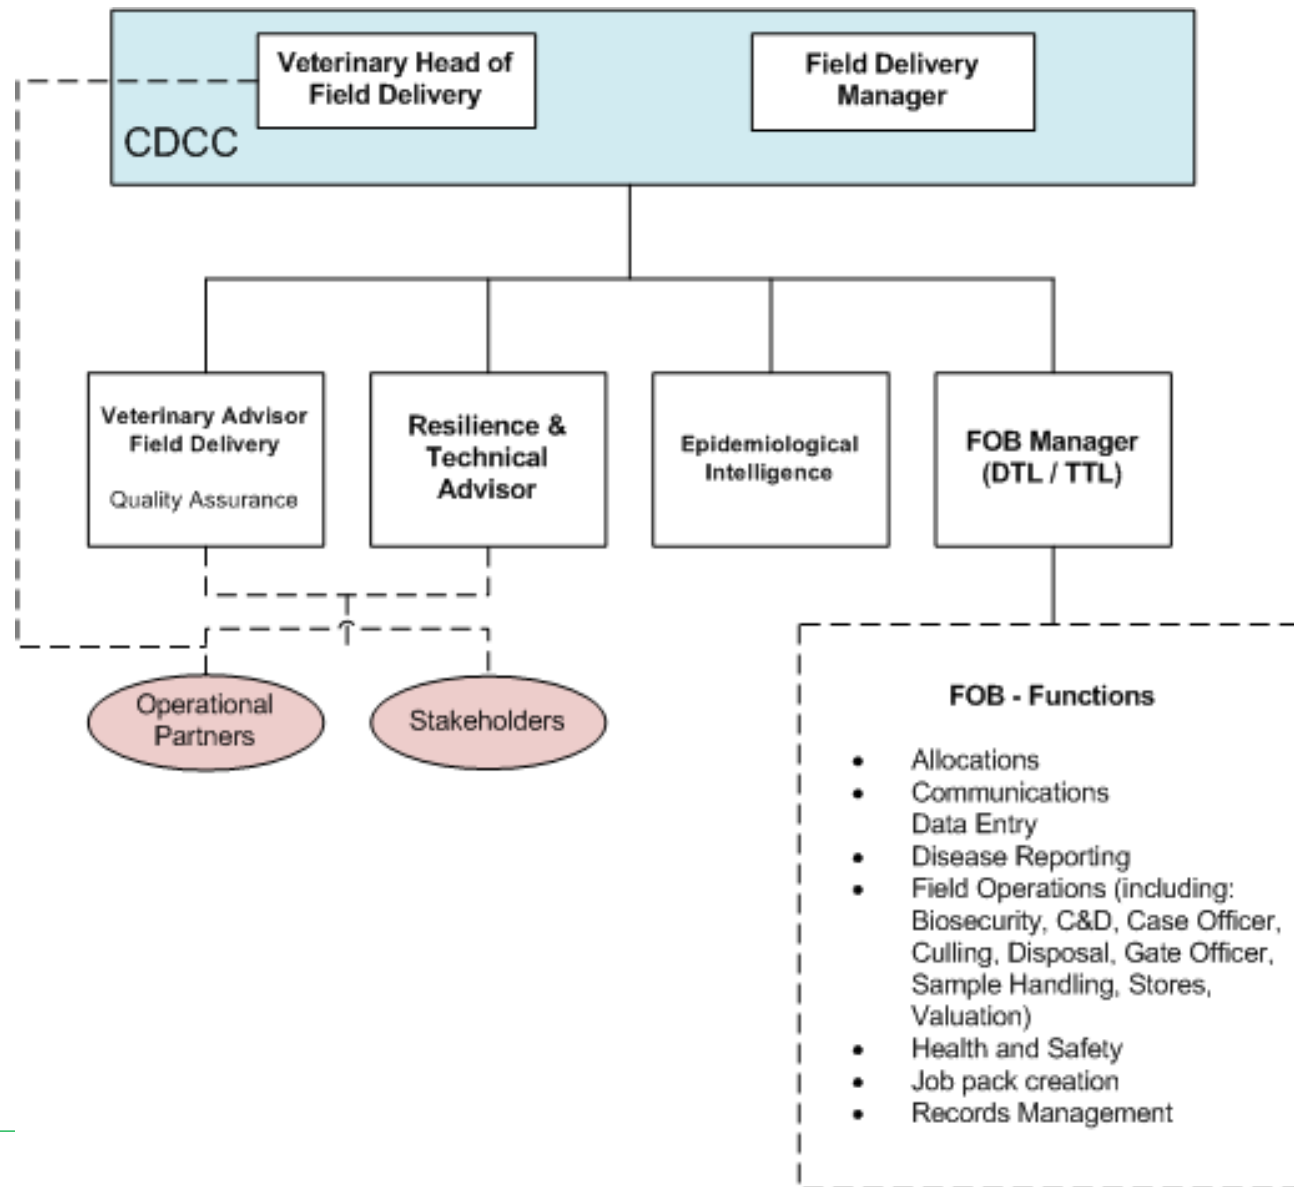 Veterinary Head of
Field Delivery
Field Delivery
Manager
CDCC
Veterinary Advisor
Field Delivery
Quality Assurance
Resilience &
Technical
Advisor
Epidemiological
Intelligence
FOB Manager
(DTL / TTL)
Operational
Partners
Stakeholders
FOB - Functions
• Allocations
• Communications
Data Entry
• Disease Reporting
• Field Operations (including:
Biosecurity, C&D, Case Officer,
Culling, Disposal, Gate Officer,
Sample Handling, Stores,
Valuation)
• Health and Safety
• Job pack creation
• Records Management